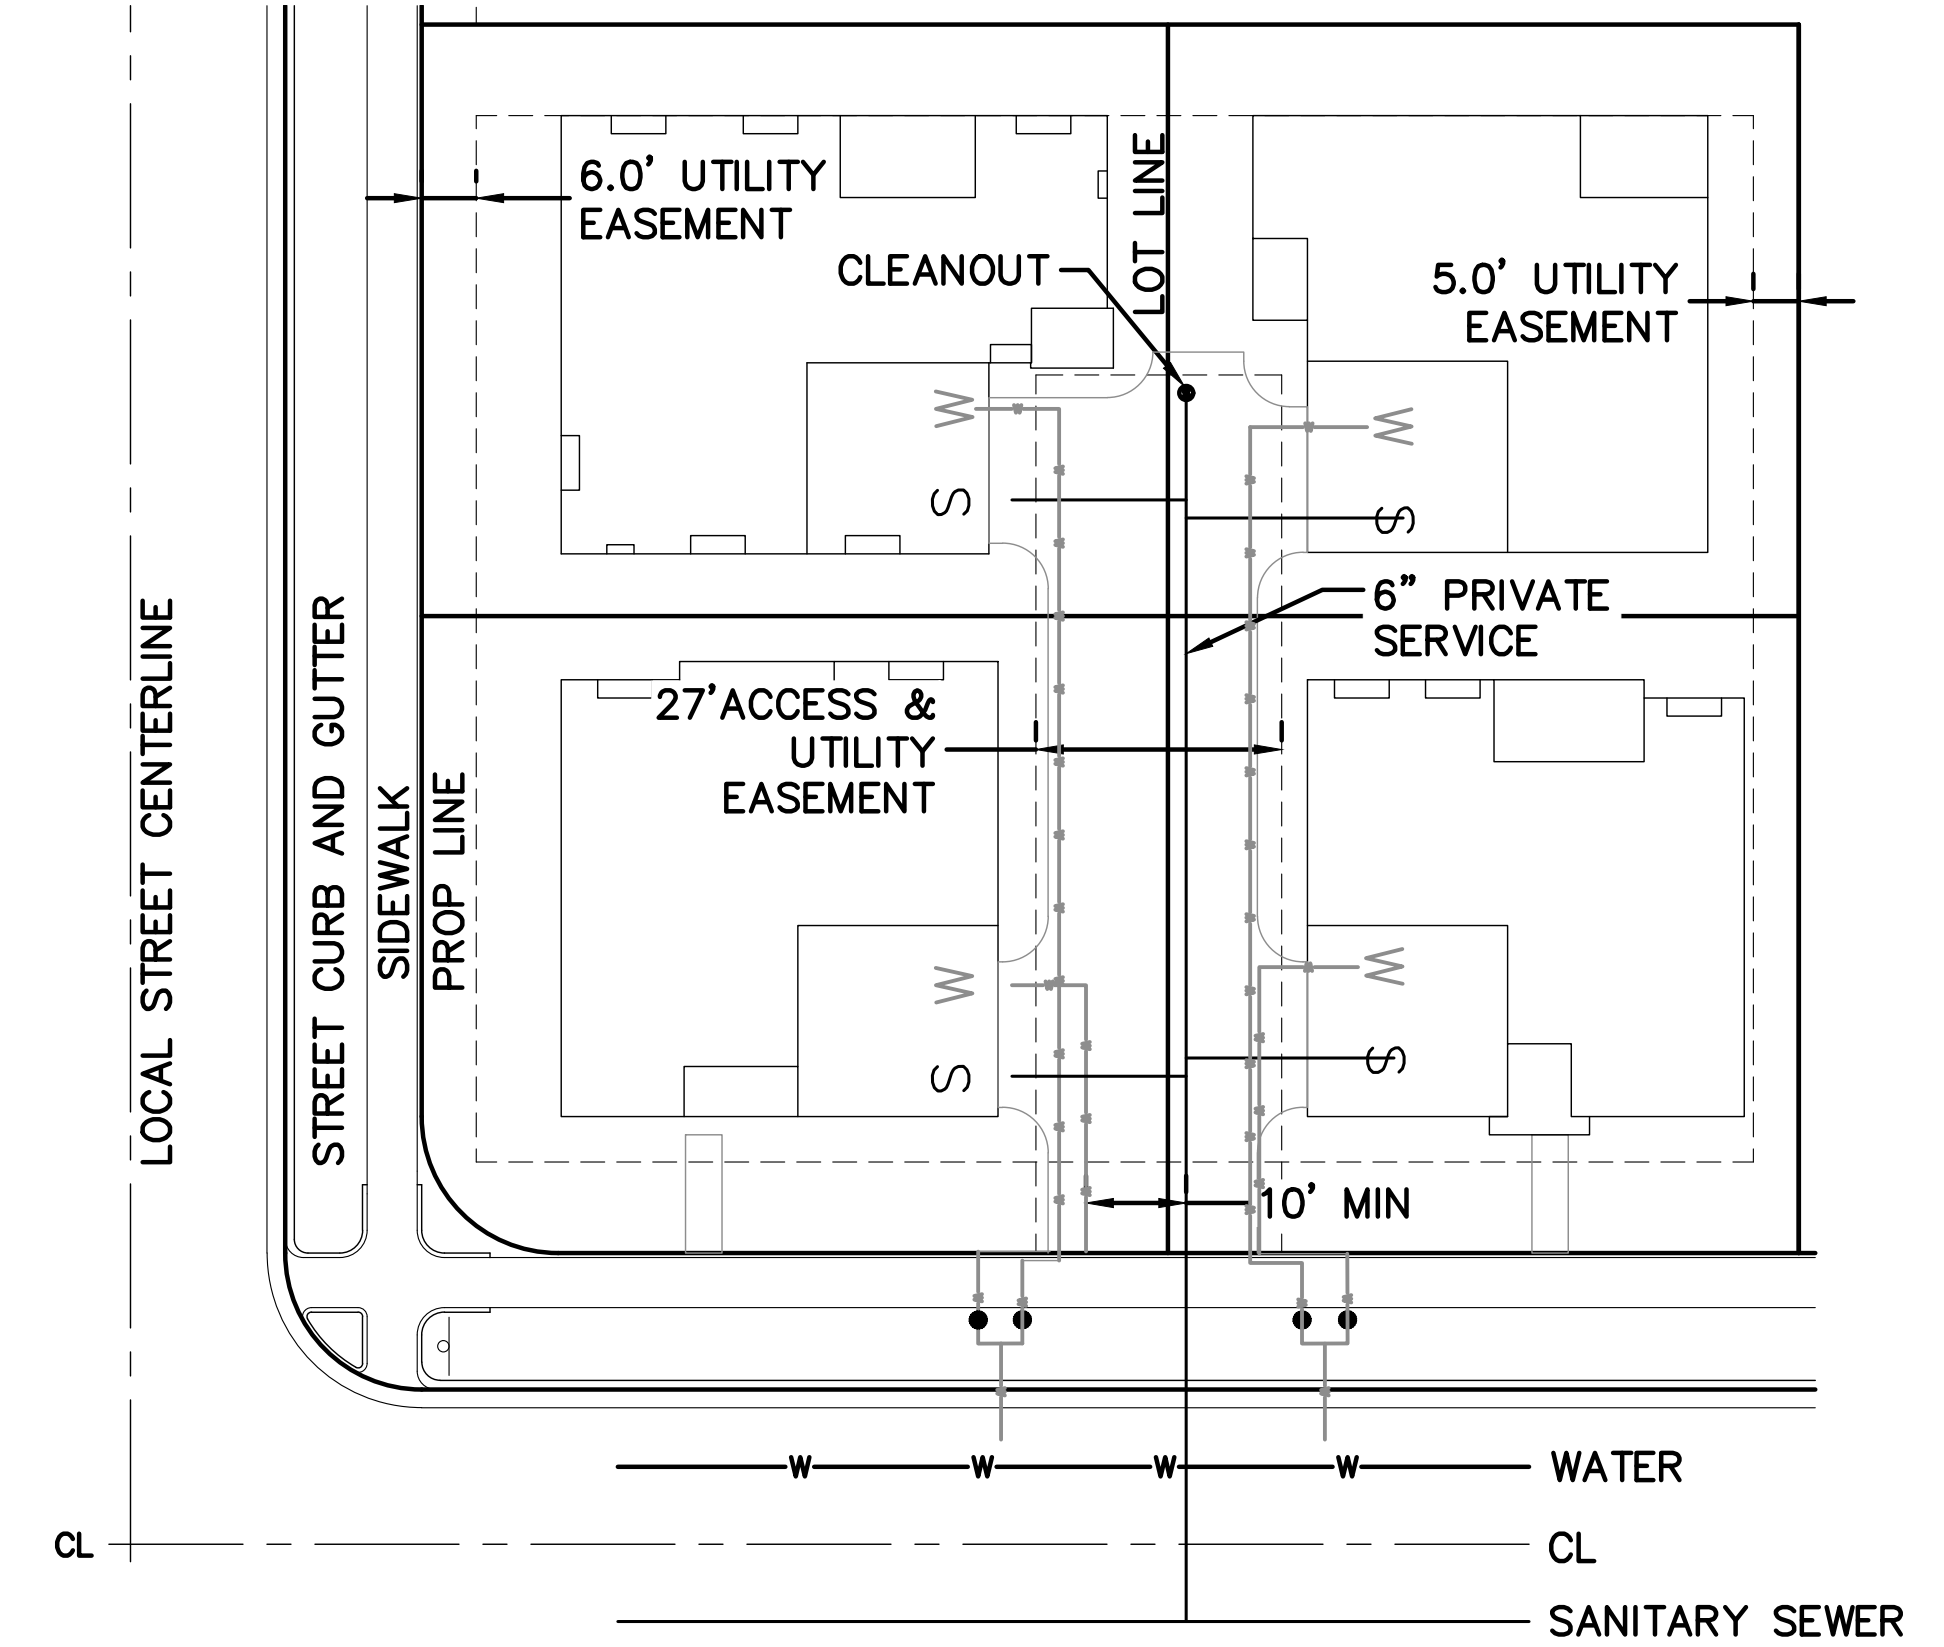 6.0' UTILITY
EASEMENT
LOT LINE
CLEANOUT
5.0' UTILITY
EASEMENT
W
W
S
S
6" PRIVATE
SERVICE
27'ACCESS &
UTILITY
EASEMENT
LOCAL STREET CENTERLINE
STREET CURB AND GUTTER
SIDEWALK
PROP LINE
W
W
S
S
10' MIN
W W W W WATER
CL
CL
SANITARY SEWER